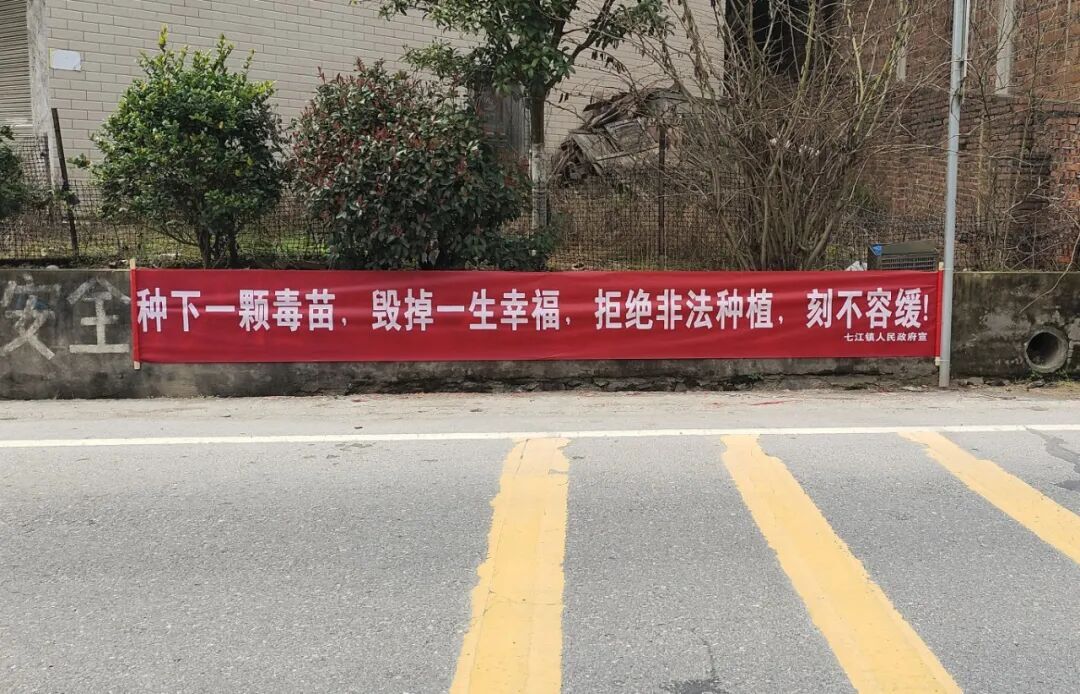 种下一颗毒苗，毁掉一生幸福，拒绝非法种植，刻不容缓!
七江镇人民政府宣
安全